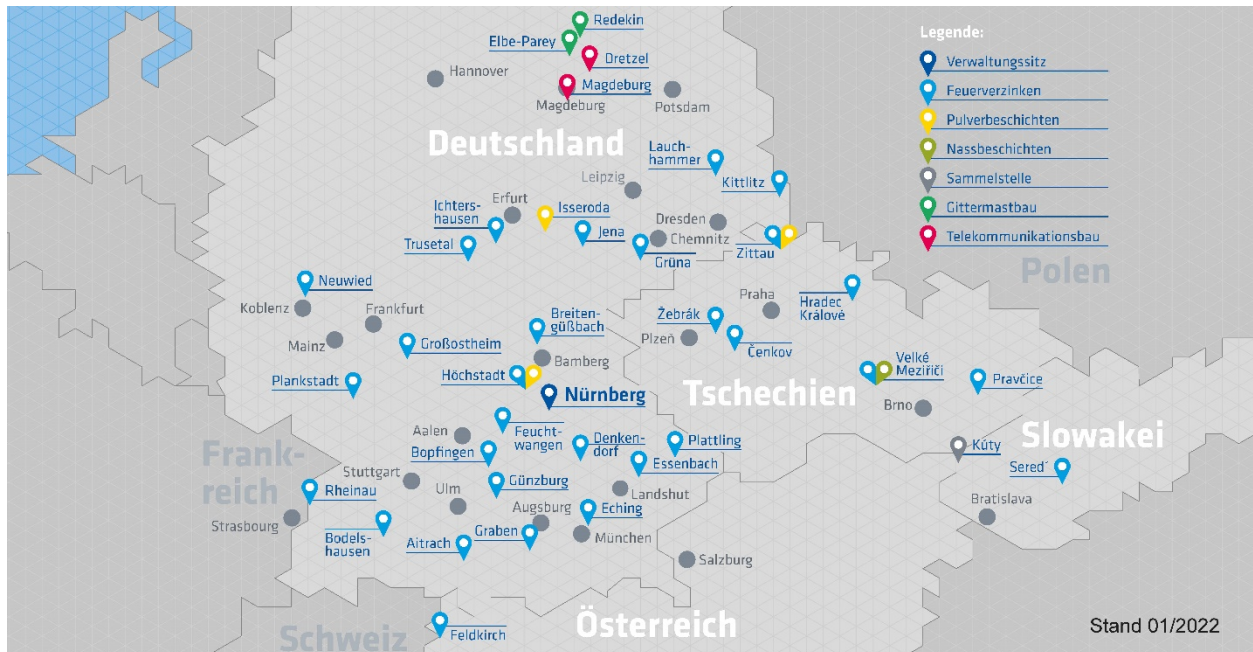 Redekin
Elbe-Parey
Dretzel
Hannover
Magdeburg
Magdeburg
Potsdam
Deutschland
Lauch-
hammer
Kittlitz
Leipzig
Ichters-
hausen
Erfurt
Isseroda
Trusetal
Jena
Dresden
Chemnitz
Grüna
Zittau
Neuwied
Koblenz
Frankfurt
Mainz
Großostheim
Plankstadt
Breiten-
güßbach
Bamberg
Höchstadt
Nürnberg
Praha
Hradec
Králové
Žebrák
Plzeň
Čenkov
Tschechien
Velké
Meziříčí
Pravčice
Brno
Slowakei
Kúty
Sered´
Bratislava
Aalen
Feucht-
wangen
Bopfingen
Denken-
dorf
Plattling
Essenbach
Frank-
reich
Stuttgart
Rheinau
Ulm
Günzburg
Landshut
Strasbourg
Augsburg
Eching
Bodels-
hausen
Aitrach
Graben
München
Salzburg
Schweiz
Feldkirch
Österreich
Legende:
Verwaltungssitz
Feuerverzinken
Pulverbeschichten
Nassbeschichten
Sammelstelle
Gittermastbau
Telekommunikationsbau
Polen
Stand 01/2022